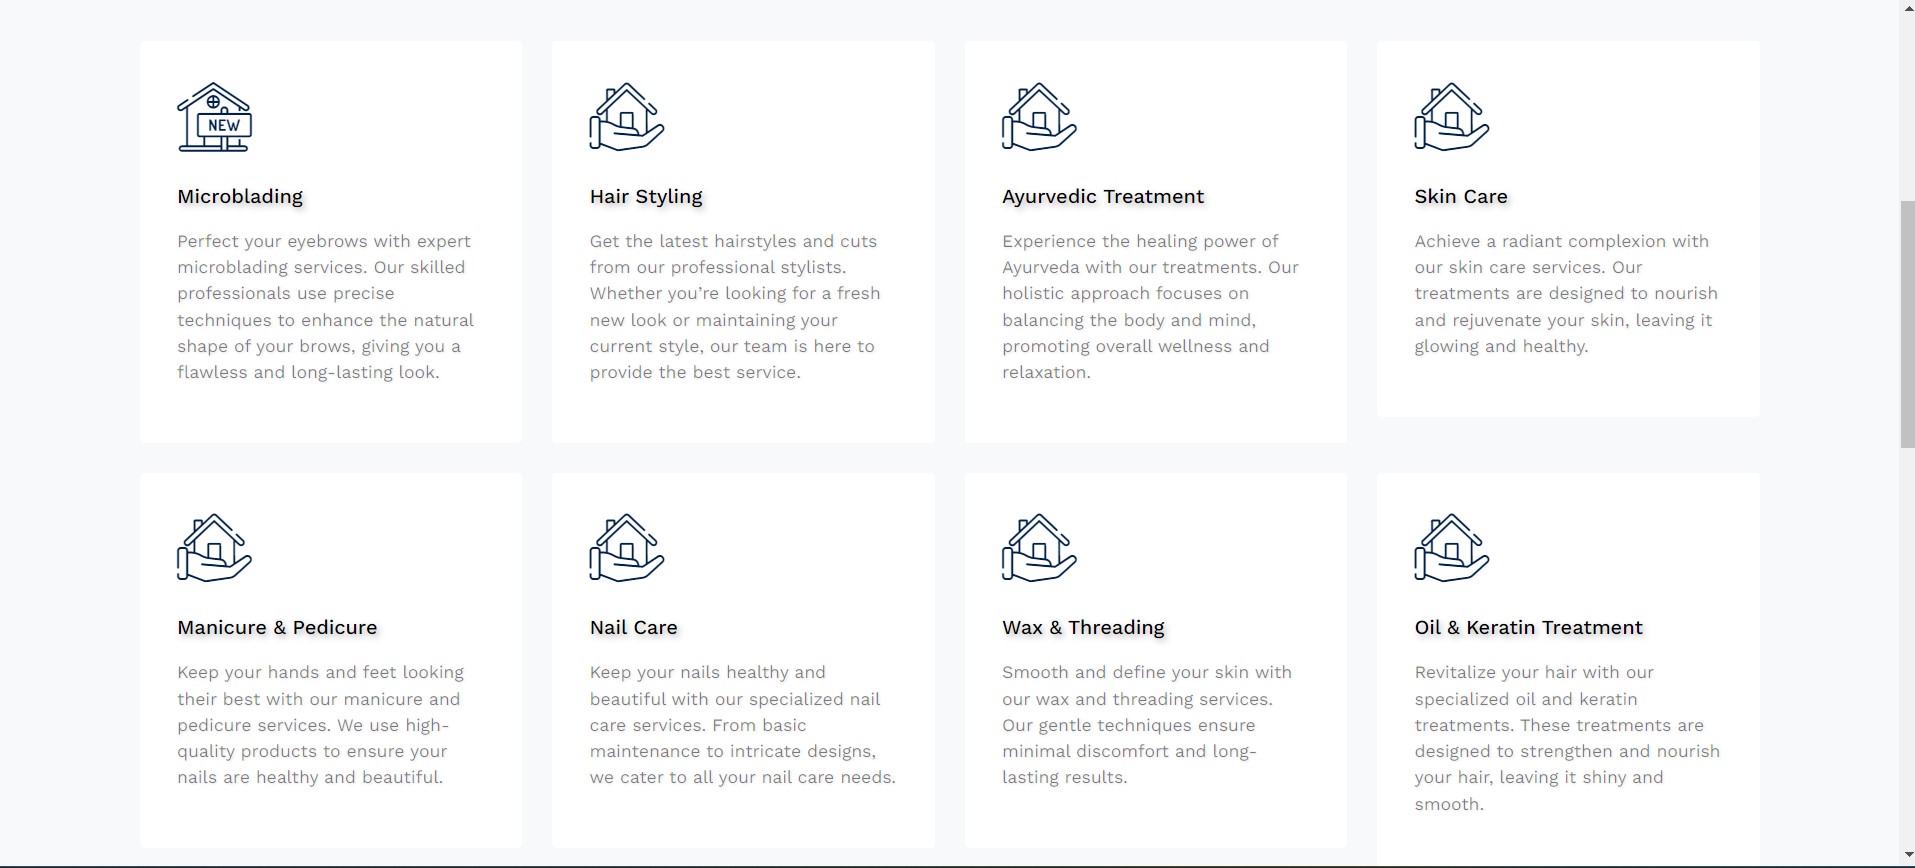 NEW
Microblading
Perfect your eyebrows with expert
microblading services. Our skilled
professionals use precise
techniques to enhance the natural
shape of your brows, giving you a
flawless and long-lasting look.
Hair Styling
Get the latest hairstyles and cuts
from our professional stylists.
Whether you’re looking for a fresh
new look or maintaining your
current style, our team is here to
provide the best service.
Ayurvedic Treatment
Experience the healing power of
Ayurveda with our treatments. Our
holistic approach focuses on
balancing the body and mind,
promoting overall wellness and
relaxation.
Skin Care
Achieve a radiant complexion with
our skin care services. Our
treatments are designed to nourish
and rejuvenate your skin, leaving it
glowing and healthy.
Manicure & Pedicure
Keep your hands and feet looking
their best with our manicure and
pedicure services. We use high-
quality products to ensure your
nails are healthy and beautiful.
Nail Care
Keep your nails healthy and
beautiful with our specialized nail
care services. From basic
maintenance to intricate designs,
we cater to all your nail care needs.
Wax & Threading
Smooth and define your skin with
our wax and threading services.
Our gentle techniques ensure
minimal discomfort and long-
lasting results.
Oil & Keratin Treatment
Revitalize your hair with our
specialized oil and keratin
treatments. These treatments are
designed to strengthen and nourish
your hair, leaving it shiny and
smooth.